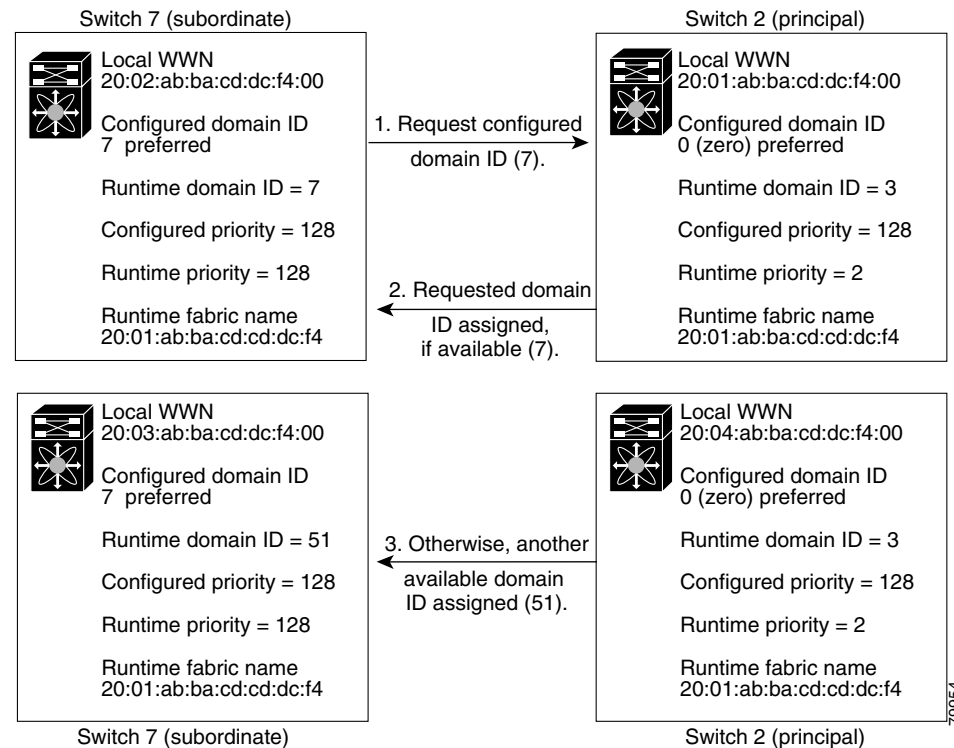 Switch 7 (subordinate)
Local WWN
20:02:ab:ba:cd:dc:f4:00
Configured domain ID
7 preferred
Runtime domain ID = 7
Configured priority = 128
Runtime priority = 128
Runtime fabric name
20:01:ab:ba:cd:cd:dc:f4
1. Request configured
domain ID (7).
2. Requested domain
ID assigned,
if available (7).
Switch 2 (principal)
Local WWN
20:01:ab:ba:cd:dc:f4:00
Configured domain ID
0 (zero) preferred
Runtime domain ID = 3
Configured priority = 128
Runtime priority = 2
Runtime fabric name
20:01:ab:ba:cd:cd:dc:f4
Local WWN
20:03:ab:ba:cd:dc:f4:00
Configured domain ID
7 preferred
Runtime domain ID = 51
Configured priority = 128
Runtime priority = 128
Runtime fabric name
20:01:ab:ba:cd:cd:dc:f4
Switch 7 (subordinate)
3. Otherwise, another
available domain
ID assigned (51).
Local WWN
20:04:ab:ba:cd:dc:f4:00
Configured domain ID
0 (zero) preferred
Runtime domain ID = 3
Configured priority = 128
Runtime priority = 2
Runtime fabric name
20:01:ab:ba:cd:cd:dc:f4
Switch 2 (principal)